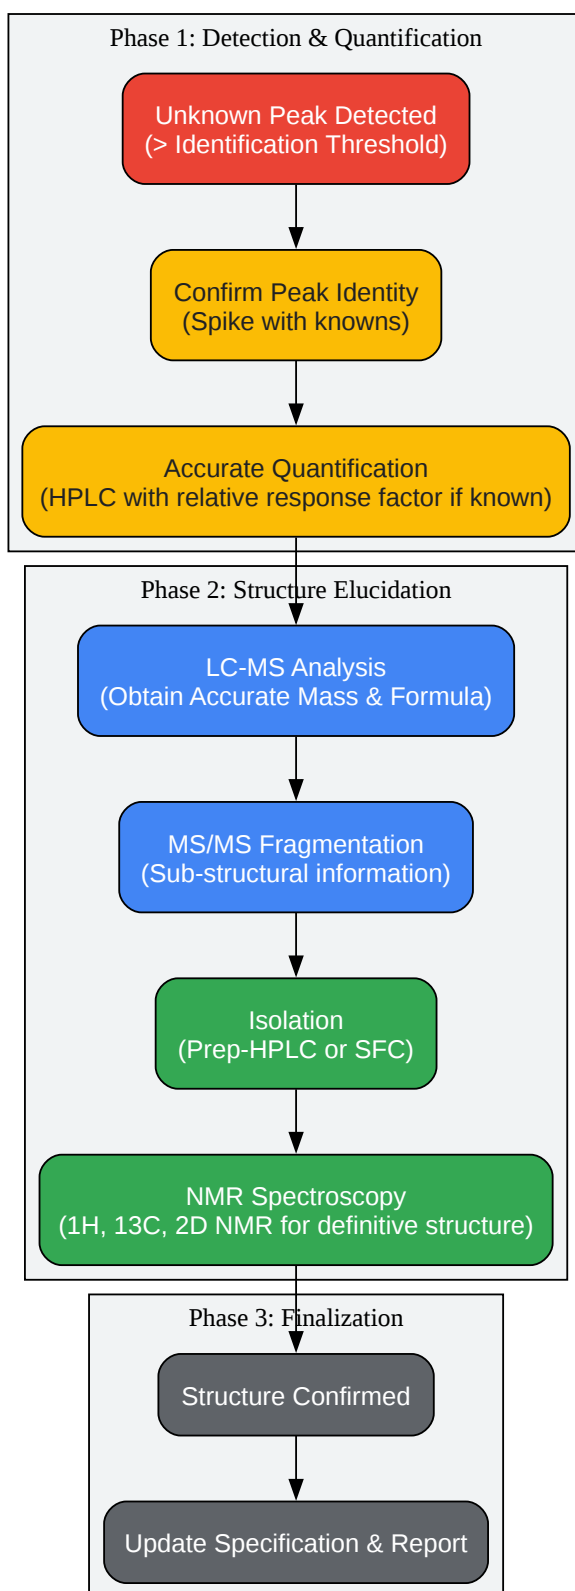 Phase 1: Detection & Quantification
Unknown Peak Detected
(> Identification Threshold)
Confirm Peak Identity
(Spike with knowns)
Accurate Quantification
(HPLC with relative response factor if known)
Phase 2: Structure Elucidation
LC-MS Analysis
(Obtain Accurate Mass & Formula)
MS/MS Fragmentation
(Sub-structural information)
Isolation
(Prep-HPLC or SFC)
NMR Spectroscopy
(1H, 13C, 2D NMR for definitive structure)
Phase 3: Finalization
Structure Confirmed
Update Specification & Report